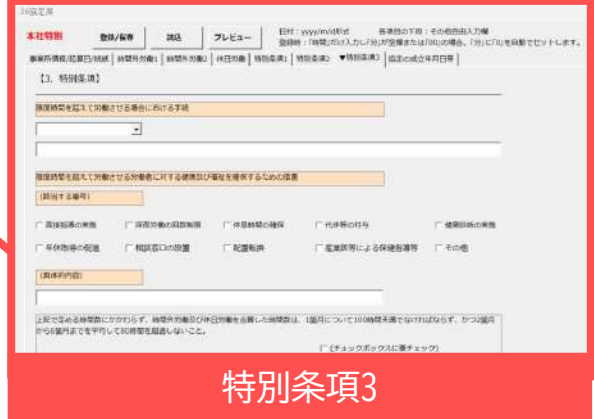 36協定届
本社特別 登録/保存 読込 プレビュー 日付：yyyy/m/d形式 各項目の下段：その他自由入力欄
登録時：「時間」だけ入力し「分」が空欄または「00」の場合、「分」に「0」を自動でセットします。
事業所情報/起算日/続紙 時間外労働1 時間外労働2 休日労働 特別条項1 特別条項2 ▼特別条項3 協定の成立年月日等
【3．特別条項】
限度時間を超えて労働させる場合における手続
限度時間を超えて労働させる労働者に対する健康及び福祉を確保するための措置
(該当する番号)
面接指導の実施 深夜労働の回数制限 休息時間の確保 代休等の付与 健康診断の実施
年休取得の促進 相談窓口の設置 配置転換 産業医等による保健指導等 その他
(具体的内容)
上記で定める時間数にかかわらず、時間外労働及び休日労働を合算した時間数は、1箇月について100時間未満でなければならず、かつ2箇月
から6箇月までを平均して80時間を超過しないこと。
(チェックボックスに要チェック)
特別条項3